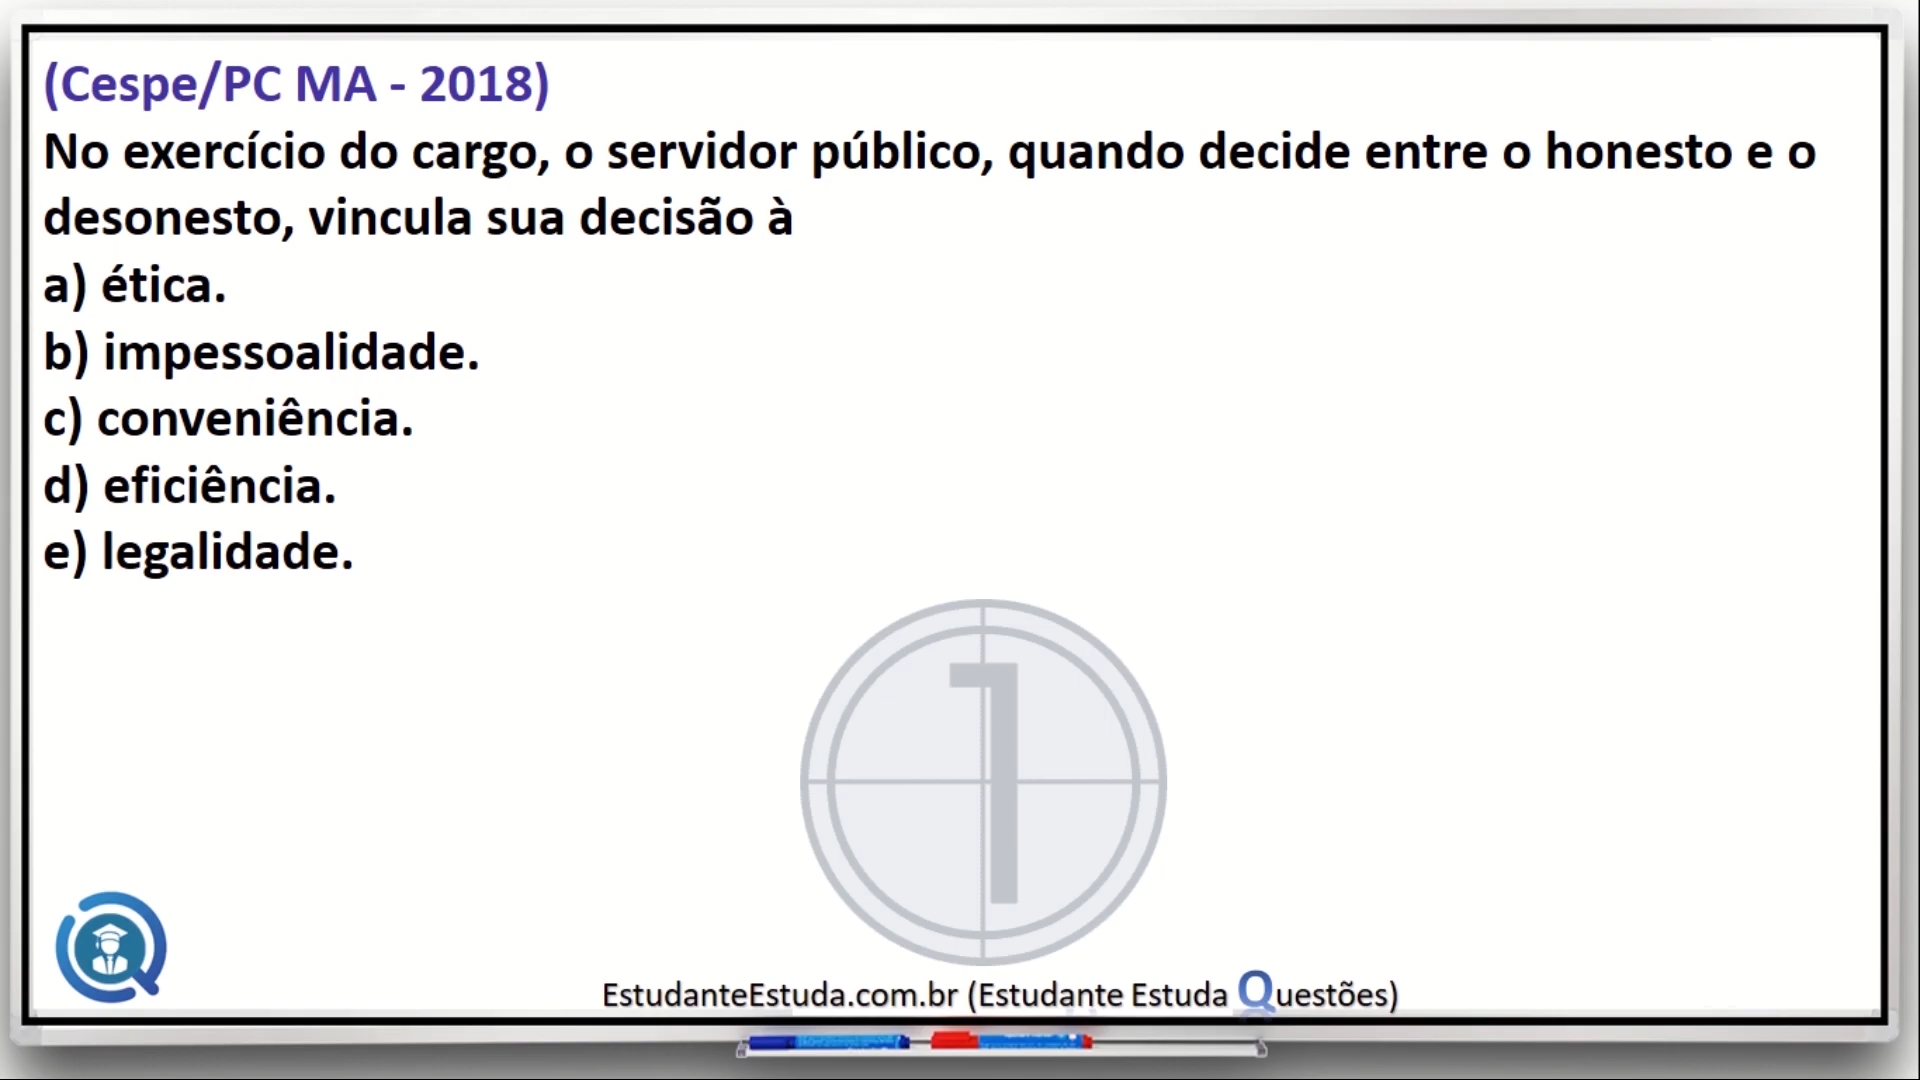 (Cespe/PC MA - 2018)
No exercício do cargo, o servidor público, quando decide entre o honesto e o
desonesto, vincula sua decisão à
a) ética.
b) impessoalidade.
c) conveniência.
d) eficiência.
e) legalidade.
1
EstudanteEstuda.com.br (Estudante Estuda Questões)